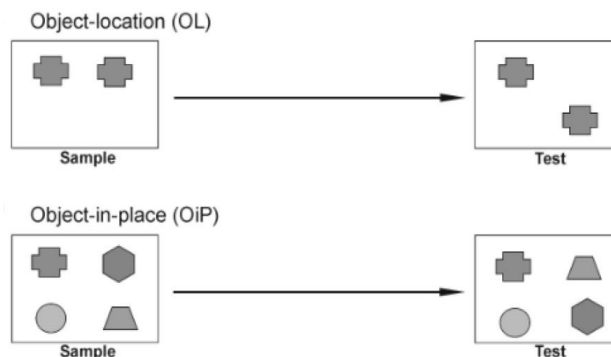 Object-location (OL)
Sample
Test
Object-in-place (OiP)
Sample
Test